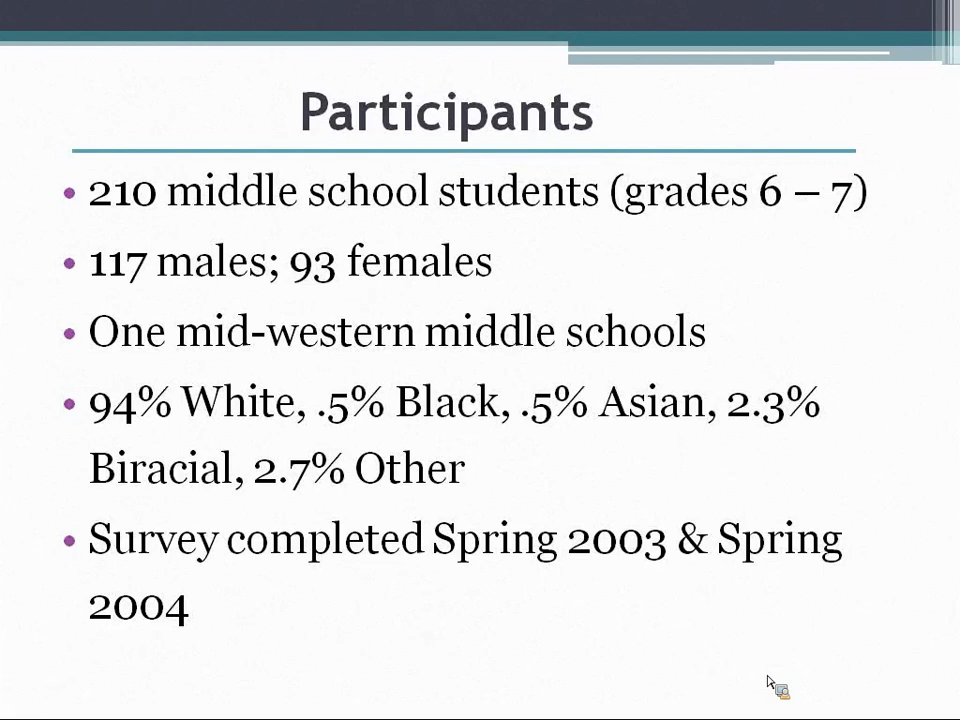 Participants
• 210 middle school students (grades 6 – 7)
• 117 males; 93 females
• One mid-western middle schools
• 94% White, .5% Black, .5% Asian, 2.3%
Biracial, 2.7% Other
• Survey completed Spring 2003 & Spring
2004